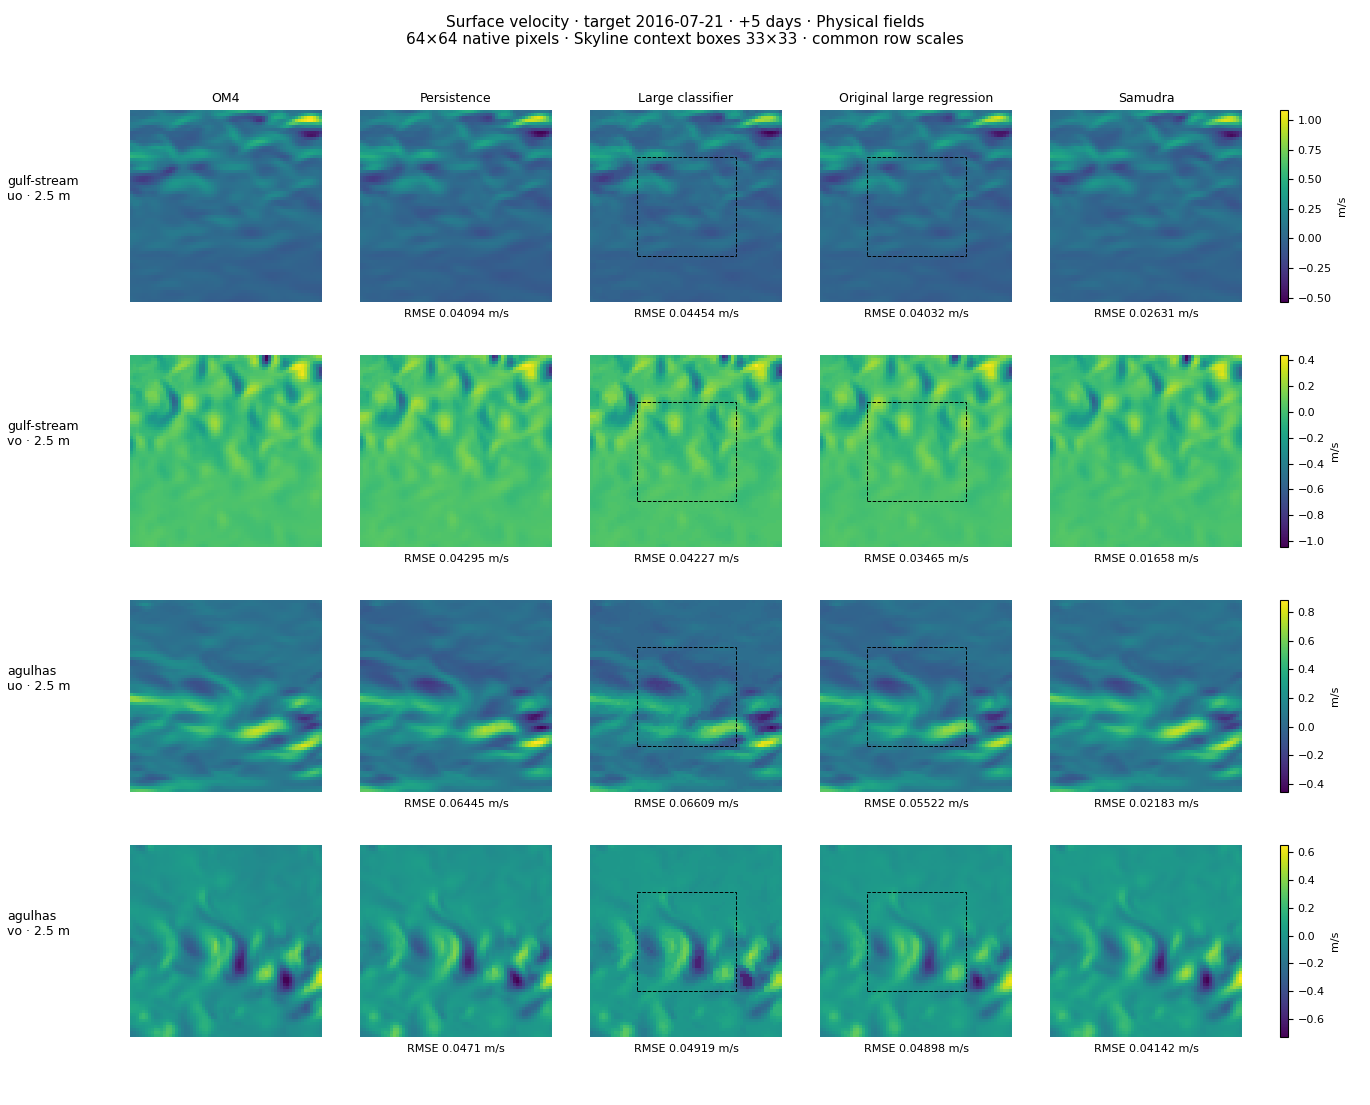 Surface velocity · target 2016-07-21 · +5 days · Physical fields
64×64 native pixels · Skyline context boxes 33×33 · common row scales
OM4
Persistence
Large classifier
Original large regression
Samudra
gulf-stream
uo · 2.5 m
1.00
0.75
0.50
0.25
0.00
−0.25
−0.50
m/s
RMSE 0.04094 m/s
RMSE 0.04454 m/s
RMSE 0.04032 m/s
RMSE 0.02631 m/s
gulf-stream
vo · 2.5 m
0.4
0.2
0.0
−0.2
−0.4
−0.6
−0.8
−1.0
m/s
RMSE 0.04295 m/s
RMSE 0.04227 m/s
RMSE 0.03465 m/s
RMSE 0.01658 m/s
agulhas
uo · 2.5 m
0.8
0.6
0.4
0.2
0.0
−0.2
−0.4
m/s
RMSE 0.06445 m/s
RMSE 0.06609 m/s
RMSE 0.05522 m/s
RMSE 0.02183 m/s
agulhas
vo · 2.5 m
0.6
0.4
0.2
0.0
−0.2
−0.4
−0.6
m/s
RMSE 0.0471 m/s
RMSE 0.04919 m/s
RMSE 0.04898 m/s
RMSE 0.04142 m/s